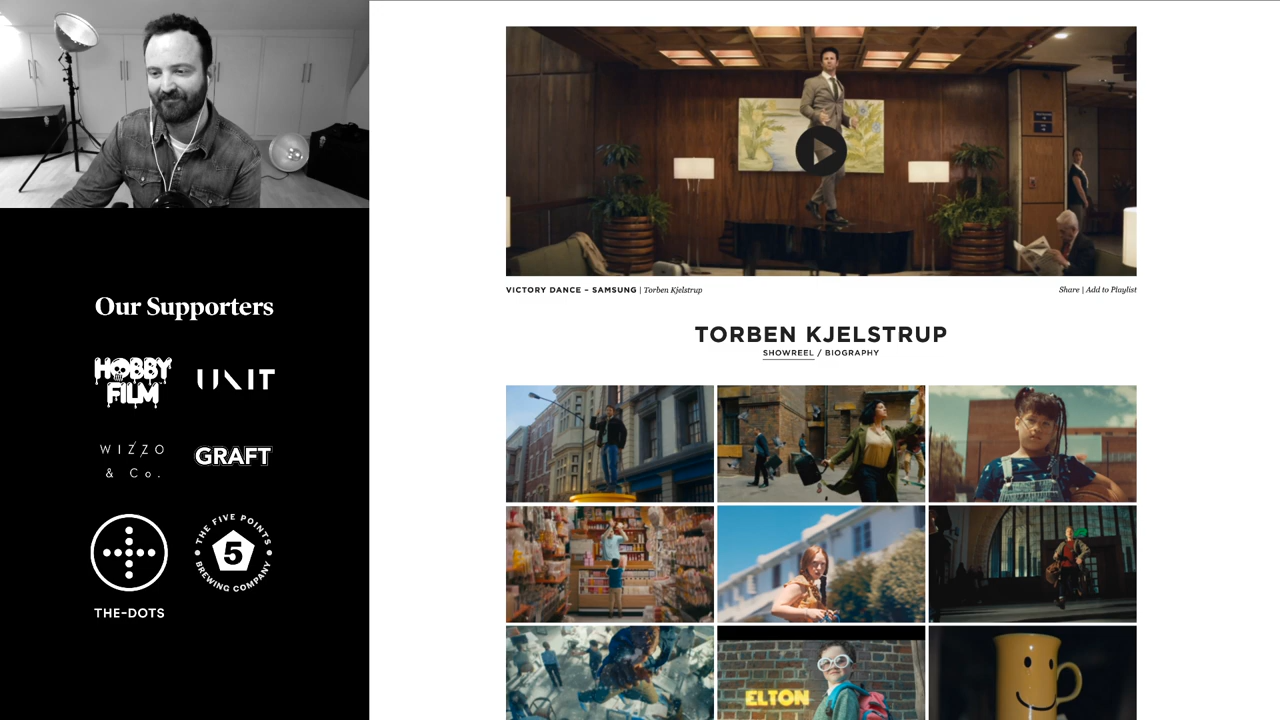 Our Supporters
HOBBY
FILM
UNIT
WIZZO
& Co.
GRAFT
THE-DOTS
THE FIVE POINTS
5
BREWING COMPANY
VICTORY DANCE – SAMSUNG | Torben Kjelstrup
Share | Add to Playlist
TORBEN KJELSTRUP
SHOWREEL / BIOGRAPHY
ELTON